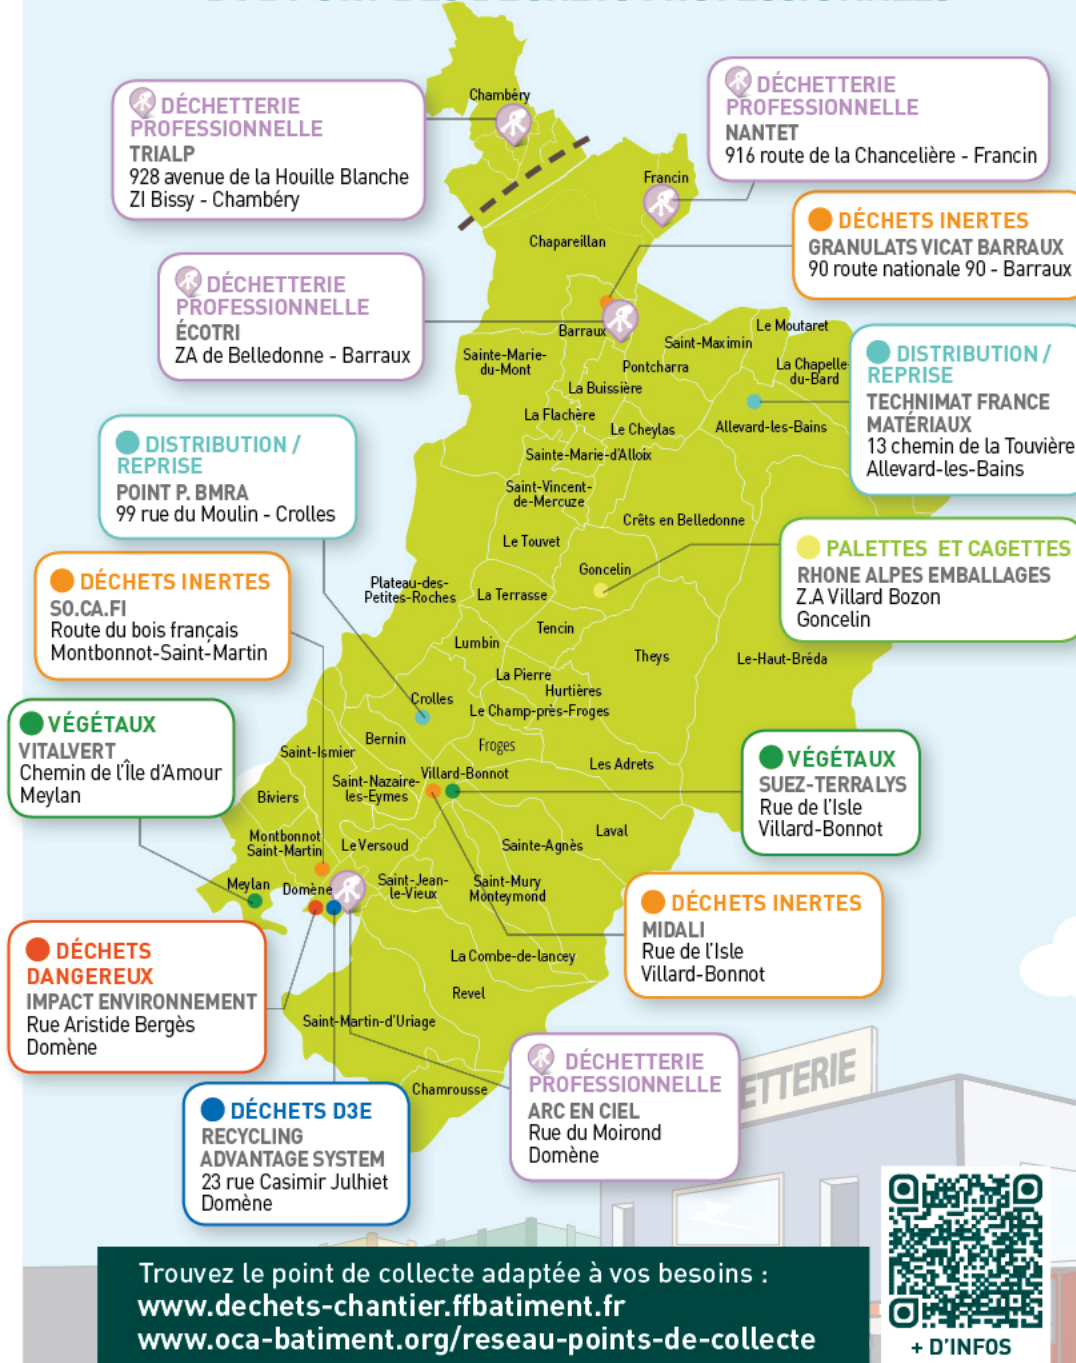 D'APPORT DES DÉCHETS PROFESSIONNELS
DÉCHETTERIE
PROFESSIONNELLE
TRIALP
928 avenue de la Houille Blanche
ZI Bissy - Chambéry
DÉCHETTERIE
PROFESSIONNELLE
NANTET
916 route de la Chancelière - Francin
DÉCHETS INERTES
GRANULATS VICAT BARRAUX
90 route nationale 90 - Barraux
DÉCHETTERIE
PROFESSIONNELLE
ÉCOTRI
ZA de Belledonne - Barraux
DISTRIBUTION /
REPRISE
TECHNIMAT FRANCE
MATÉRIAUX
13 chemin de la Touvière
Allevard-les-Bains
DISTRIBUTION /
REPRISE
POINT P. BMRA
99 rue du Moulin - Crolles
PALETTES ET CAGETTES
RHONE ALPES EMBALLAGES
Z.A Villard Bozon
Goncelin
DÉCHETS INERTES
SO.CA.FI
Route du bois français
Montbonnot-Saint-Martin
VÉGÉTAUX
VITALVERT
Chemin de l'Île d'Amour
Meylan
VÉGÉTAUX
SUEZ-TERRALYS
Rue de l'Isle
Villard-Bonnot
DÉCHETS INERTES
MIDALI
Rue de l'Isle
Villard-Bonnot
DÉCHETS
DANGEREUX
IMPACT ENVIRONNEMENT
Rue Aristide Bergès
Domène
DÉCHETTERIE
PROFESSIONNELLE
ARC EN CIEL
Rue du Moirond
Domène
DÉCHETS D3E
RECYCLING
ADVANTAGE SYSTEM
23 rue Casimir Julhiet
Domène
Chambéry
Francin
Chapareillan
Barraux
Le Moutaret
Saint-Maximin
Sainte-Marie-
du-Mont
Pontcharra
La Chapelle-
du-Bard
La Buissière
La Flachère
Le Cheylas
Allevard-les-Bains
Sainte-Marie-d'Alloix
Saint-Vincent-
de-Mercuze
Crêts en Belledonne
Le Touvet
Goncelin
Plateau-des-
Petites-Roches
La Terrasse
Tencin
Lumbin
Theys
Le-Haut-Bréda
La Pierre
Hurtières
Crolles
Le Champ-près-Froges
Bernin
Froges
Saint-Ismier
Les Adrets
Saint-Nazaire-
les-Eymes
Villard-Bonnot
Biviers
Laval
Montbonnot
Saint-Martin
Le Versoud
Sainte-Agnès
Meylan
Domène
Saint-Jean-
le-Vieux
Saint-Mury
Monteymond
La Combe-de-lancey
Revel
Saint-Martin-d'Uriage
Chamrousse
ETTERIE
Trouvez le point de collecte adaptée à vos besoins :
www.dechets-chantier.ffbatiment.fr
www.oca-batiment.org/reseau-points-de-collecte
+ D'INFOS